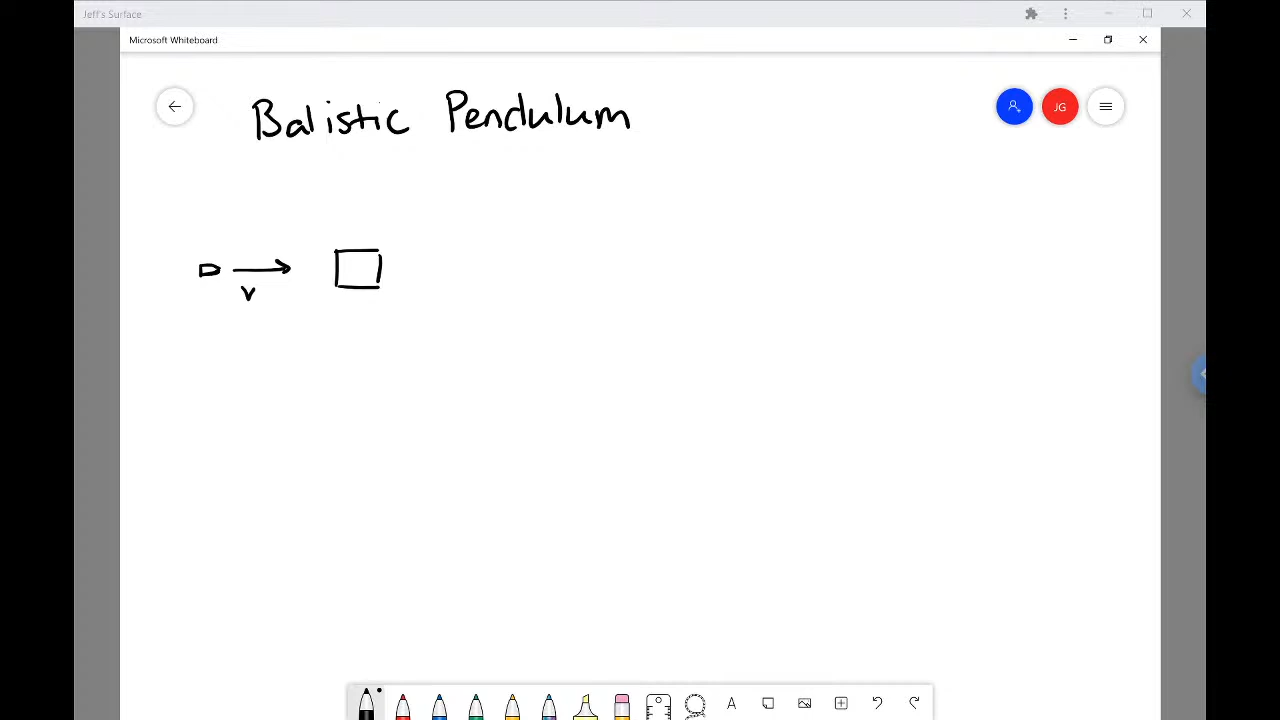 Jeff's Surface
Microsoft Whiteboard
Balistic Pendulum
JG
v
A